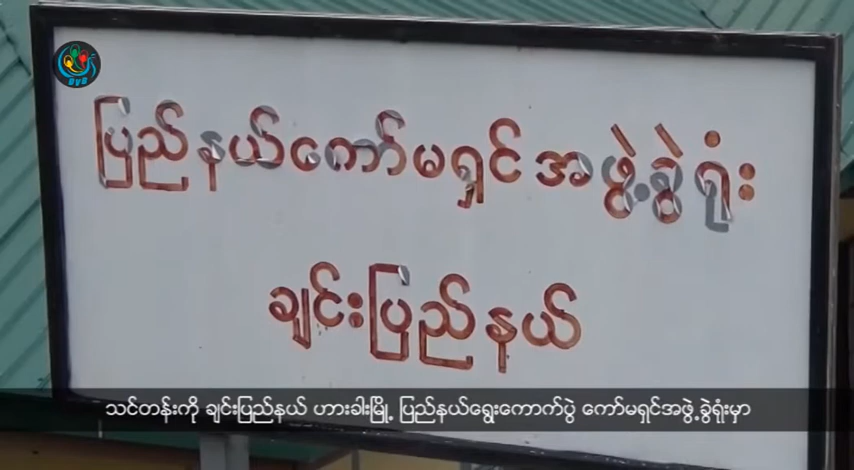 DVB
ပြည်နယ်ကော်မရှင်အဖွဲ့ခွဲရုံး
ချင်းပြည်နယ်
သင်တန်းကို ချင်းပြည်နယ် ဟားခါးမြို့ ပြည်နယ်ရွေးကောက်ပွဲ ကော်မရှင်အဖွဲ့ခွဲရုံးမှာ